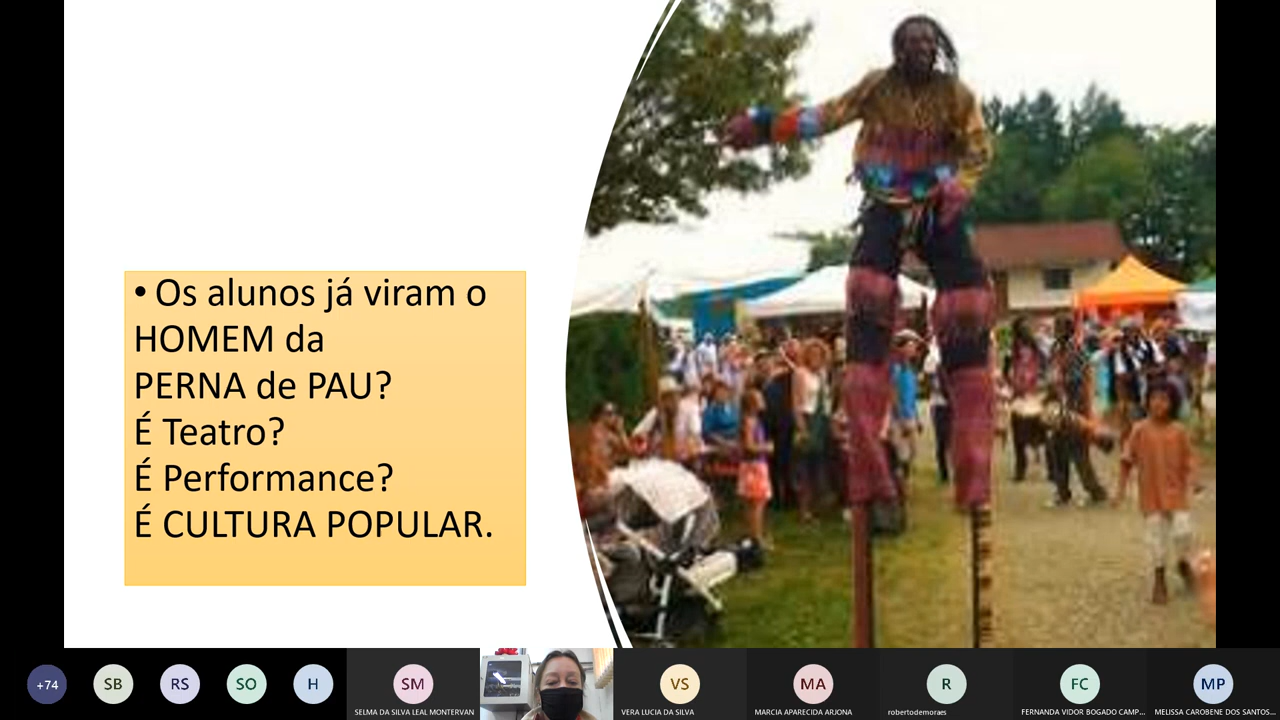 • Os alunos já viram o
HOMEM da
PERNA de PAU?
É Teatro?
É Performance?
É CULTURA POPULAR.
+74
SB
RS
SO
H
SM
SELMA DA SILVA LEAL MONTERVAN
VS
VERA LUCIA DA SILVA
MA
MARCIA APARECIDA ARJONA
R
robertodemoraes
FC
FERNANDA VIDOR BOGADO CAMP...
MP
MELISSA CAROBENE DOS SANTOS...